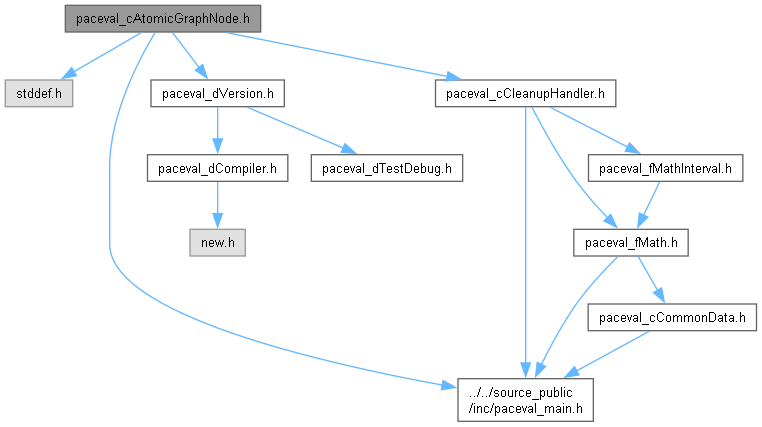 paceval_cAtomicGraphNode.h
stddef.h
paceval_dVersion.h
paceval_cCleanupHandler.h
paceval_dCompiler.h
paceval_dTestDebug.h
paceval_fMathInterval.h
new.h
paceval_fMath.h
paceval_cCommonData.h
../../source_public
/inc/paceval_main.h